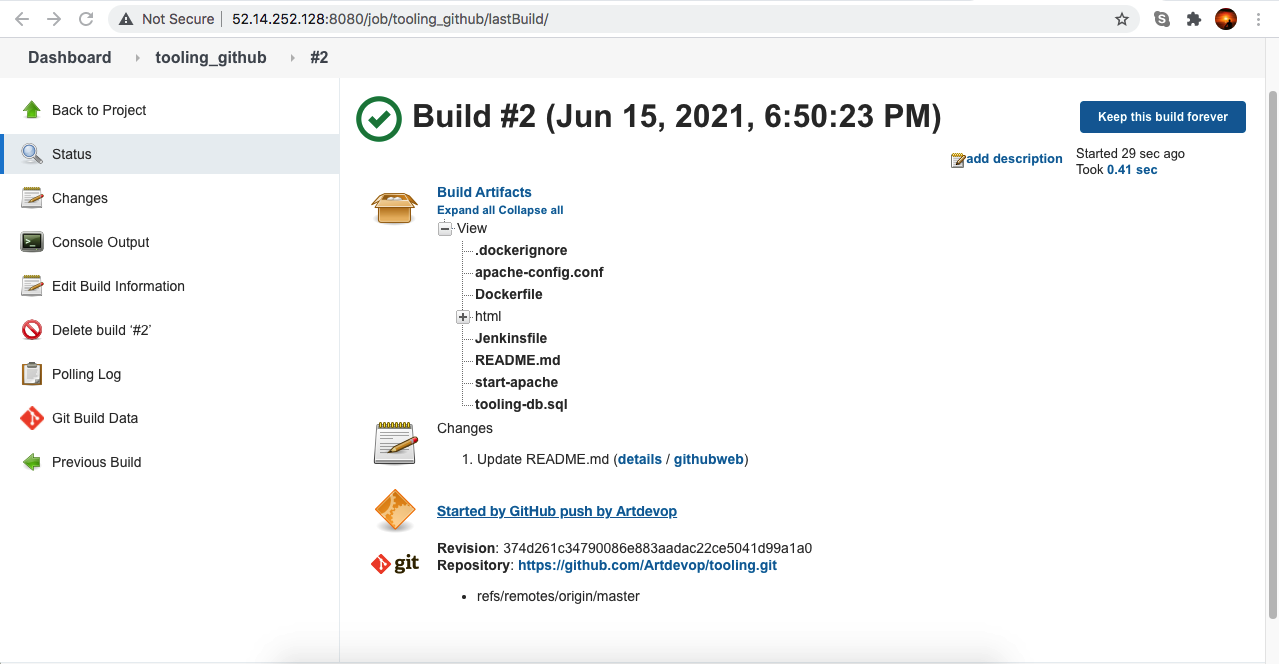 Not Secure | 52.14.252.128:8080/job/tooling_github/lastBuild/
Dashboard tooling_github #2
Back to Project
Status
Changes
Console Output
Edit Build Information
Delete build ‘#2’
Polling Log
Git Build Data
Previous Build
Build #2 (Jun 15, 2021, 6:50:23 PM)
Keep this build forever
add description
Started 29 sec ago
Took 0.41 sec
Build Artifacts
Expand all Collapse all
View
.dockerignore
apache-config.conf
Dockerfile
html
Jenkinsfile
README.md
start-apache
tooling-db.sql
Changes
1. Update README.md (details / githubweb)
Started by GitHub push by Artdevop
git
Revision: 374d261c34790086e883aadac22ce5041d99a1a0
Repository: https://github.com/Artdevop/tooling.git
• refs/remotes/origin/master